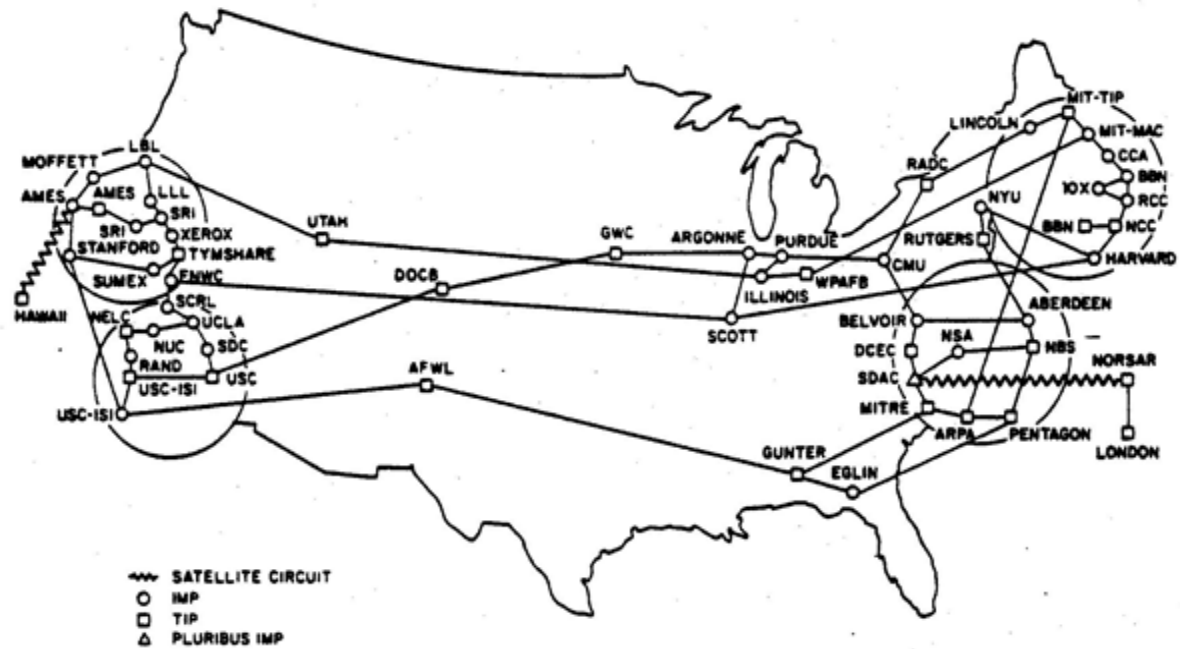 MIT-TIP
LINCOLN
MIT-MAC
LBL
MOFFETT
CCA
RADC
BBN
AMES
AMES
LLL
10X
NYU
RCC
SRI
UTAH
SRI
XEROX
GWC
ARGONNE
PURDUE
RUTGERS
BBN
NCC
STANFORD
TYMSHARE
HARVARD
SUMEX
FNWC
DOCB
CMU
WPAFB
ILLINOIS
HAWAII
SCRL
ABERDEEN
NELC
UCLA
BELVOIR
SCOTT
NSA
NUC
SDC
DCEC
NBS
RAND
NORSAR
USC-ISI
USC
AFWL
SDAC
USC-ISI
MITRE
ARPA
PENTAGON
LONDON
GUNTER
EGLIN
SATELLITE CIRCUIT
IMP
TIP
PLURIBUS IMP